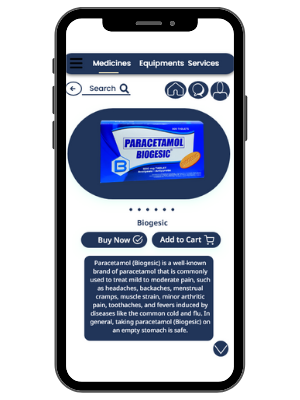 Medicines Equipments Services
Search
PARACETAMOL
BIOGESIC
Biogesic
Buy Now Add to Cart
Paracetamol (Biogesic) is a well-known
brand of paracetamol that is commonly
used to treat mild to moderate pain, such
as headaches, backaches, menstrual
cramps, muscle strain, minor arthritic
pain, toothaches, and fevers induced by
diseases like the common cold and flu. In
general, taking paracetamol (Biogesic) on
an empty stomach is safe.